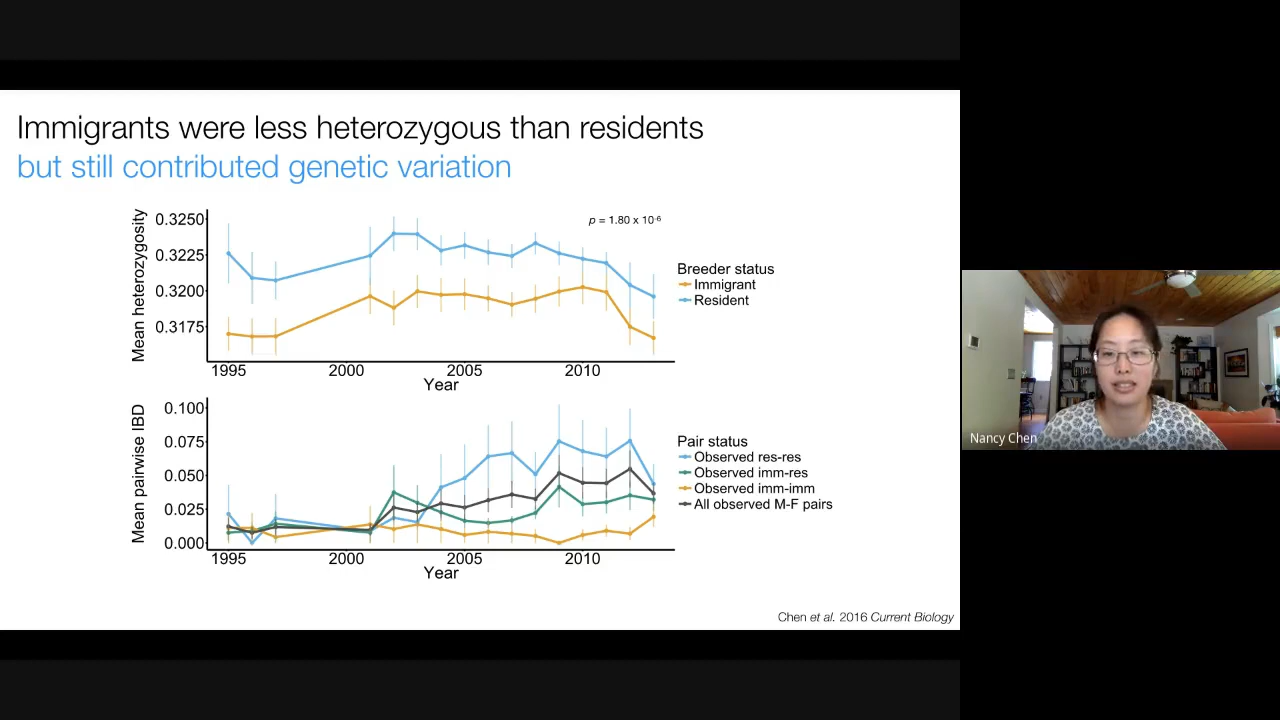 Immigrants were less heterozygous than residents
but still contributed genetic variation
Mean heterozygosity
0.3250
0.3225
0.3200
0.3175
p = 1.80 x 10-6
Breeder status
Immigrant
Resident
1995
2000
2005
2010
Year
Mean pairwise IBD
0.100
0.075
0.050
0.025
0.000
Pair status
Observed res-res
Observed imm-res
Observed imm-imm
All observed M-F pairs
1995
2000
2005
2010
Year
Chen et al. 2016 Current Biology
Nancy Chen